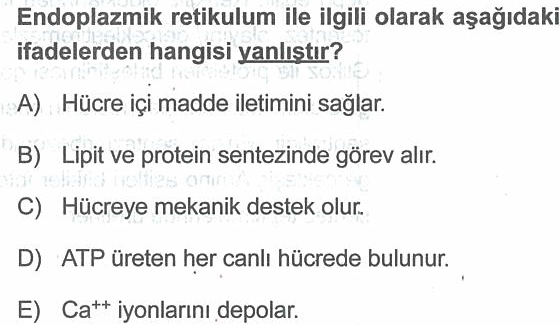 Endoplazmik retikulum ile ilgili olarak aşağıdaki
ifadelerden hangisi yanlıştır?
A) Hücre içi madde iletimini sağlar.
B) Lipit ve protein sentezinde görev alır.
C) Hücreye mekanik destek olur.
D) ATP üreten her canlı hücrede bulunur.
E) Ca⁺⁺ iyonlarını depolar.